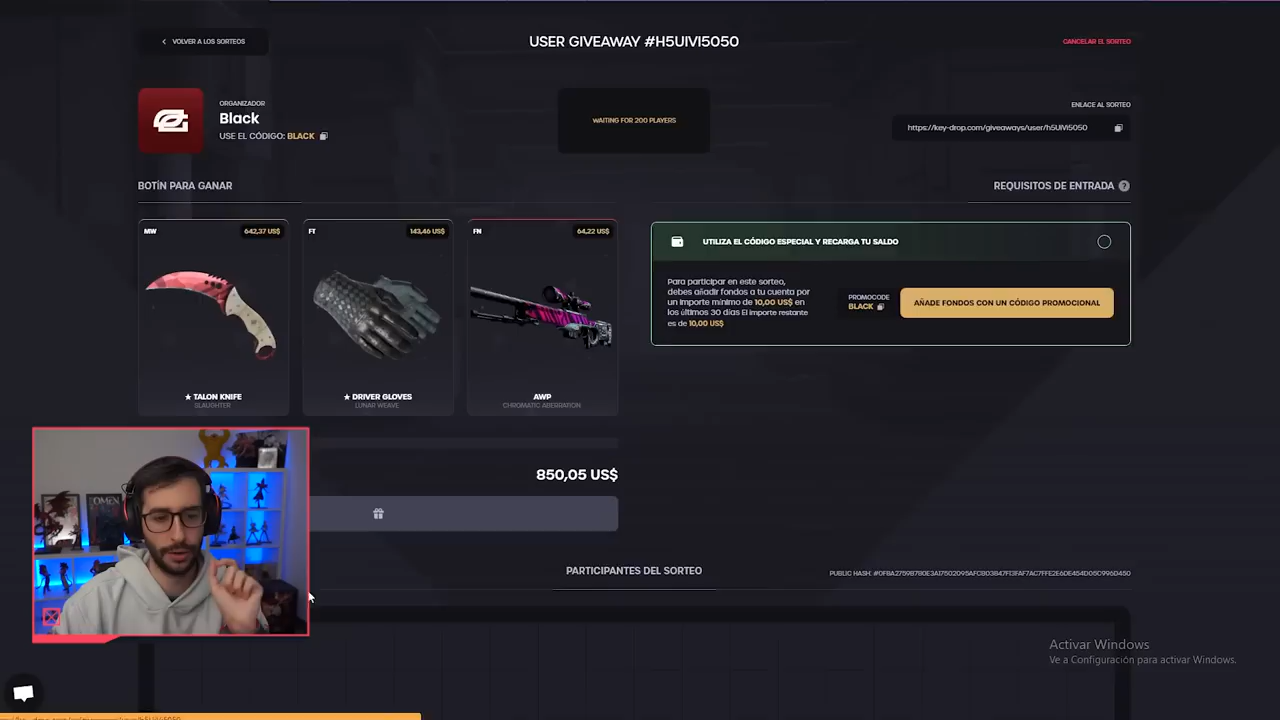 VOLVER A LOS SORTEOS
USER GIVEAWAY #H5UIVI5050
CANCELAR EL SORTEO
ORGANIZADOR
Black
USE EL CÓDIGO: BLACK
WAITING FOR 200 PLAYERS
ENLACE AL SORTEO
https://key-drop.com/giveaways/user/h5UIVi5050
BOTÍN PARA GANAR
REQUISITOS DE ENTRADA ?
MW
642,37 US$
FT
143,46 US$
FN
64,22 US$
★ TALON KNIFE
SLAUGHTER
★ DRIVER GLOVES
LUNAR WEAVE
AWP
CHROMATIC ABERRATION
UTILIZA EL CÓDIGO ESPECIAL Y RECARGA TU SALDO
Para participar en este sorteo,
debes añadir fondos a tu cuenta por
un importe mínimo de 10,00 US$ en
los últimos 30 días El importe restante
es de 10,00 US$
PROMOCODE
BLACK
AÑADE FONDOS CON UN CÓDIGO PROMOCIONAL
850,05 US$
OMEN
PARTICIPANTES DEL SORTEO
PUBLIC HASH:
Activar Windows
Ve a Configuración para activar Windows.